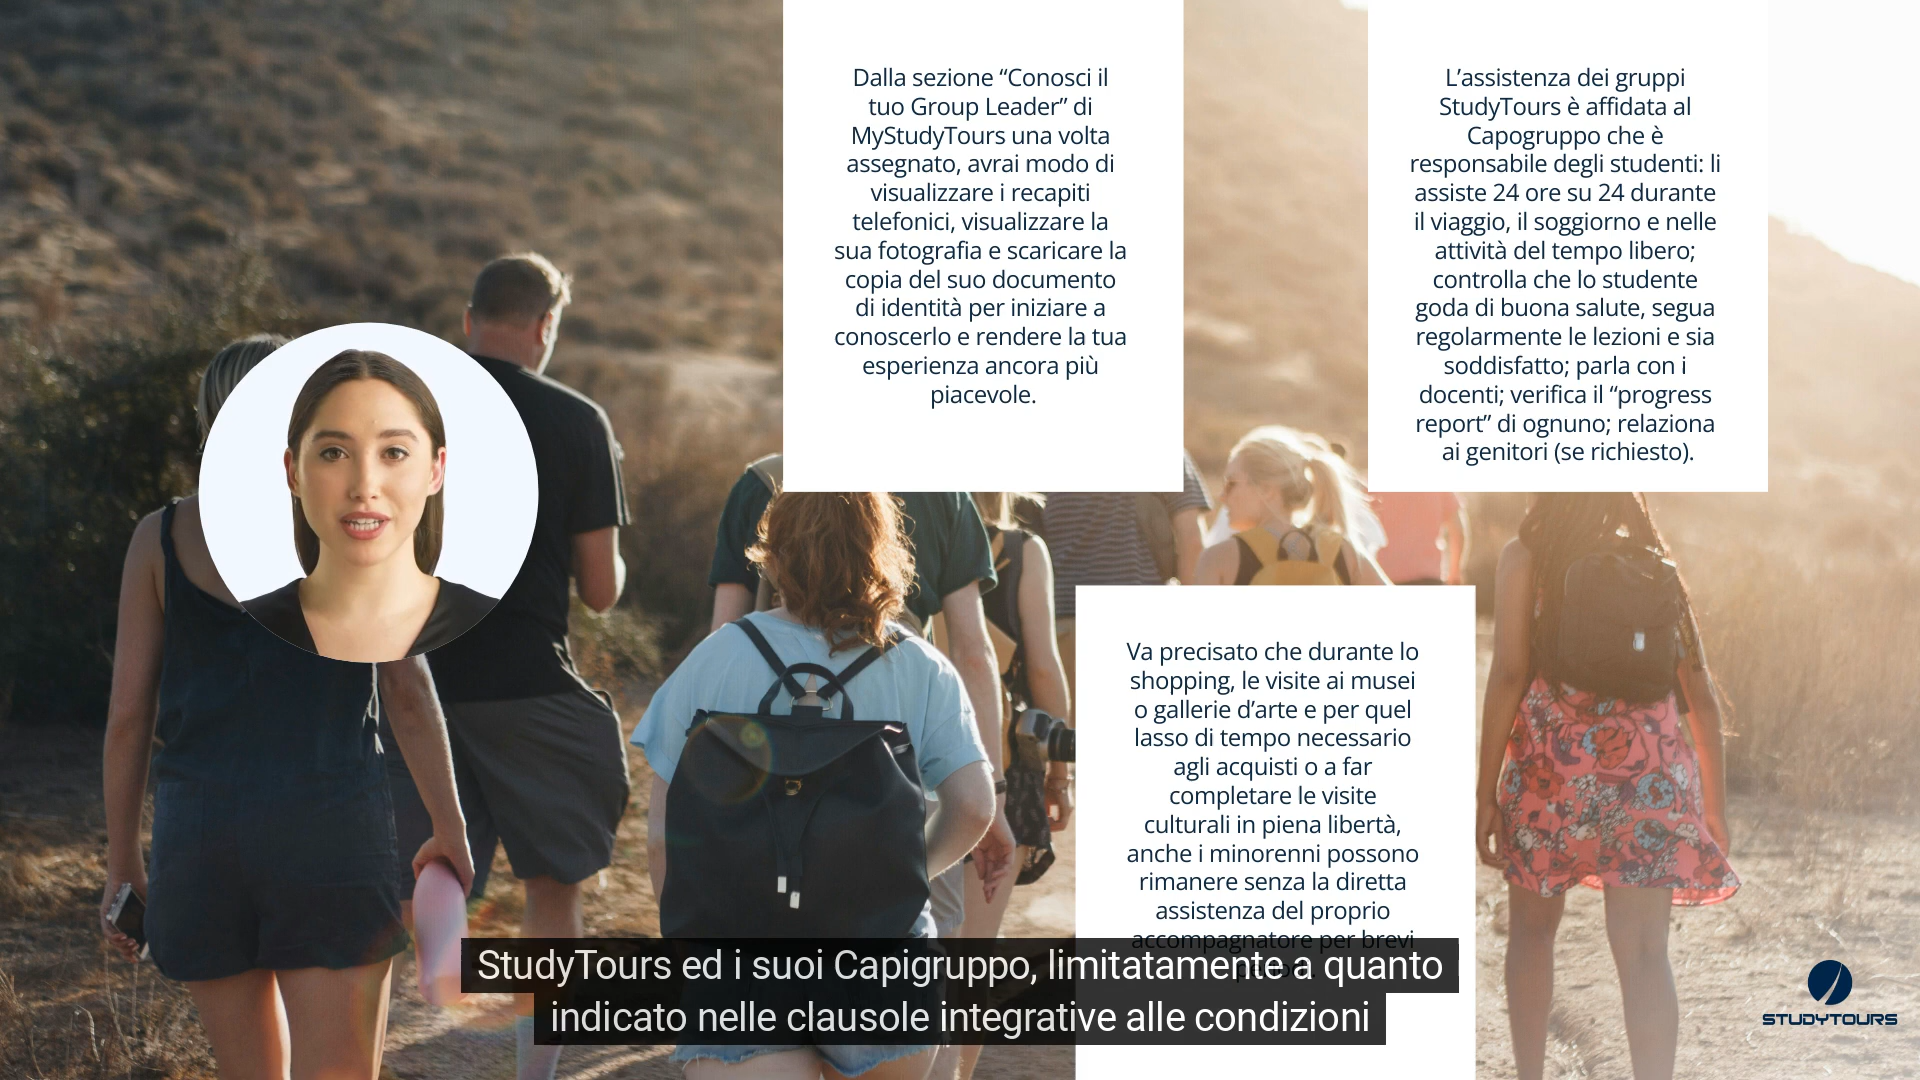 Dalla sezione “Conosci il
tuo Group Leader” di
MyStudyTours una volta
assegnato, avrai modo di
visualizzare i recapiti
telefonici, visualizzare la
sua fotografia e scaricare la
copia del suo documento
di identità per iniziare a
conoscerlo e rendere la tua
esperienza ancora più
piacevole.
L’assistenza dei gruppi
StudyTours è affidata al
Capogruppo che è
responsabile degli studenti: li
assiste 24 ore su 24 durante
il viaggio, il soggiorno e nelle
attività del tempo libero;
controlla che lo studente
goda di buona salute, segua
regolarmente le lezioni e sia
soddisfatto; parla con i
docenti; verifica il “progress
report” di ognuno; relaziona
ai genitori (se richiesto).
Va precisato che durante lo
shopping, le visite ai musei
o gallerie d’arte e per quel
lasso di tempo necessario
agli acquisti o a far
completare le visite
culturali in piena libertà,
anche i minorenni possono
rimanere senza la diretta
assistenza del proprio
accompagnatore per brevi
StudyTours ed i suoi Capigruppo, limitatamente a quanto
indicato nelle clausole integrative alle condizioni
STUDYTOURS